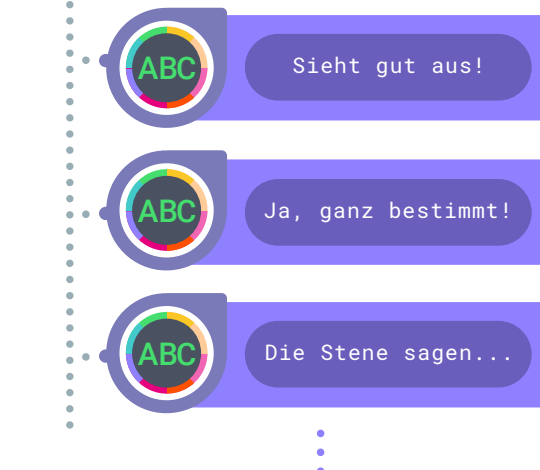 ABC
Sieht gut aus!
ABC
Ja, ganz bestimmt!
ABC
Die Stene sagen...